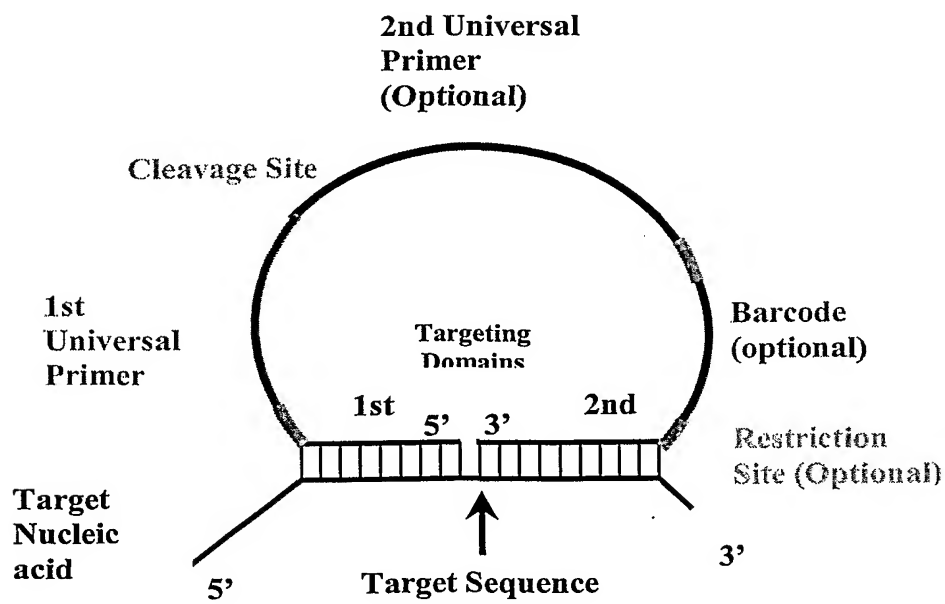 2nd Universal
Primer
(Optional)
Cleavage Site
1st
Universal
Primer
Targeting
Domains
Barcode
(optional)
1st
5’
3’
2nd
Restriction
Site (Optional)
Target
Nucleic
acid
5’
Target Sequence
3’